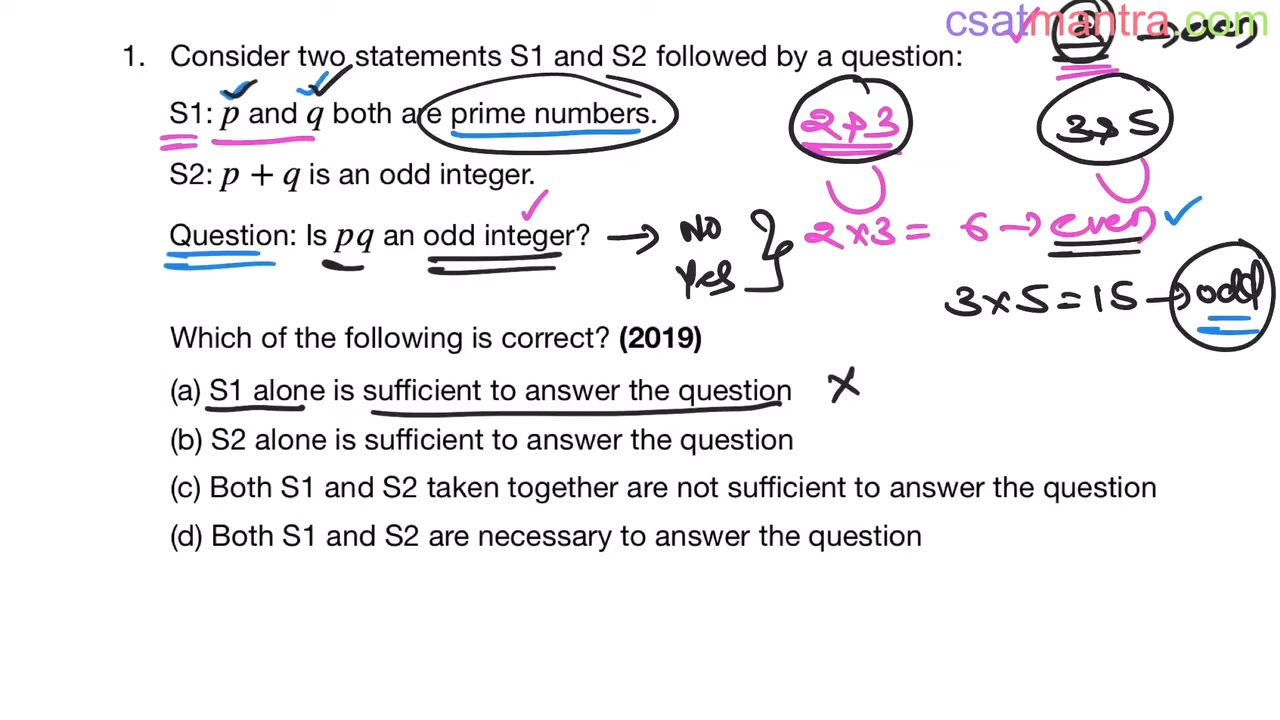 csatmantra.com
2 → even
1. Consider two statements S1 and S2 followed by a question:
S1: p and q both are prime numbers.
2, 3
3, 5
S2: p + q is an odd integer.
Question: Is pq an odd integer? → No
Yes
2 × 3 = 6 → even
3 × 5 = 15 → odd
Which of the following is correct? (2019)
(a) S1 alone is sufficient to answer the question ×
(b) S2 alone is sufficient to answer the question
(c) Both S1 and S2 taken together are not sufficient to answer the question
(d) Both S1 and S2 are necessary to answer the question